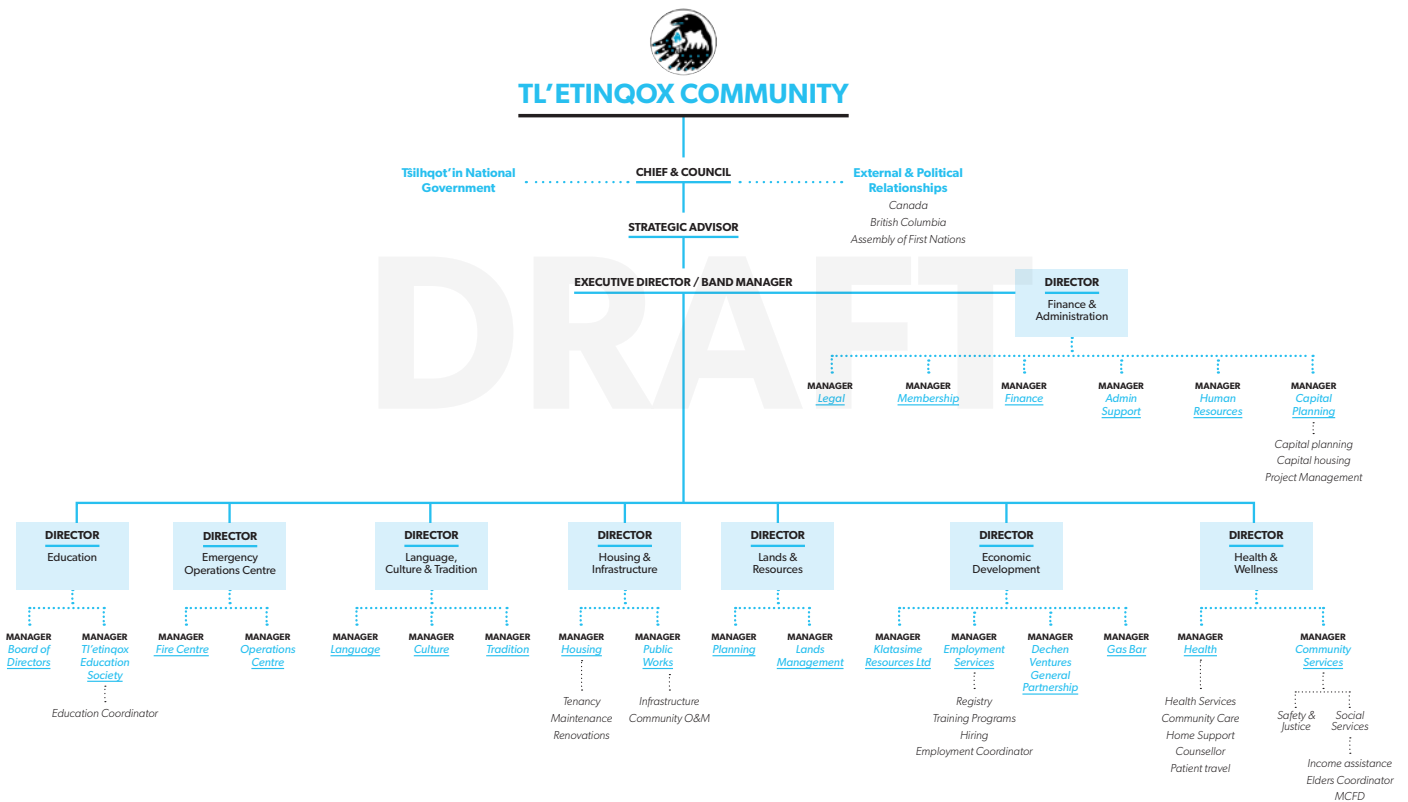 TL’ETINQOX COMMUNITY
Tŝilhqot’in National
Government
CHIEF & COUNCIL
External & Political
Relationships
Canada
British Columbia
Assembly of First Nations
STRATEGIC ADVISOR
DRAFT
EXECUTIVE DIRECTOR / BAND MANAGER
DIRECTOR
Finance &
Administration
MANAGER
Legal
MANAGER
Membership
MANAGER
Finance
MANAGER
Admin
Support
MANAGER
Human
Resources
MANAGER
Capital
Planning
Capital planning
Capital housing
Project Management
DIRECTOR
Education
MANAGER
Board of
Directors
MANAGER
Tl’etinqox
Education
Society
Education Coordinator
DIRECTOR
Emergency
Operations Centre
MANAGER
Fire Centre
MANAGER
Operations
Centre
DIRECTOR
Language,
Culture & Tradition
MANAGER
Language
MANAGER
Culture
MANAGER
Tradition
DIRECTOR
Housing &
Infrastructure
MANAGER
Housing
Tenancy
Maintenance
Renovations
MANAGER
Public
Works
Infrastructure
Community O&M
DIRECTOR
Lands &
Resources
MANAGER
Planning
MANAGER
Lands
Management
DIRECTOR
Economic
Development
MANAGER
Klatasime
Resources Ltd
MANAGER
Employment
Services
Registry
Training Programs
Hiring
Employment Coordinator
MANAGER
Dechen
Ventures
General
Partnership
MANAGER
Gas Bar
DIRECTOR
Health &
Wellness
MANAGER
Health
Health Services
Community Care
Home Support
Counsellor
Patient travel
MANAGER
Community
Services
Safety &
Justice
Social
Services
Income assistance
Elders Coordinator
MCFD